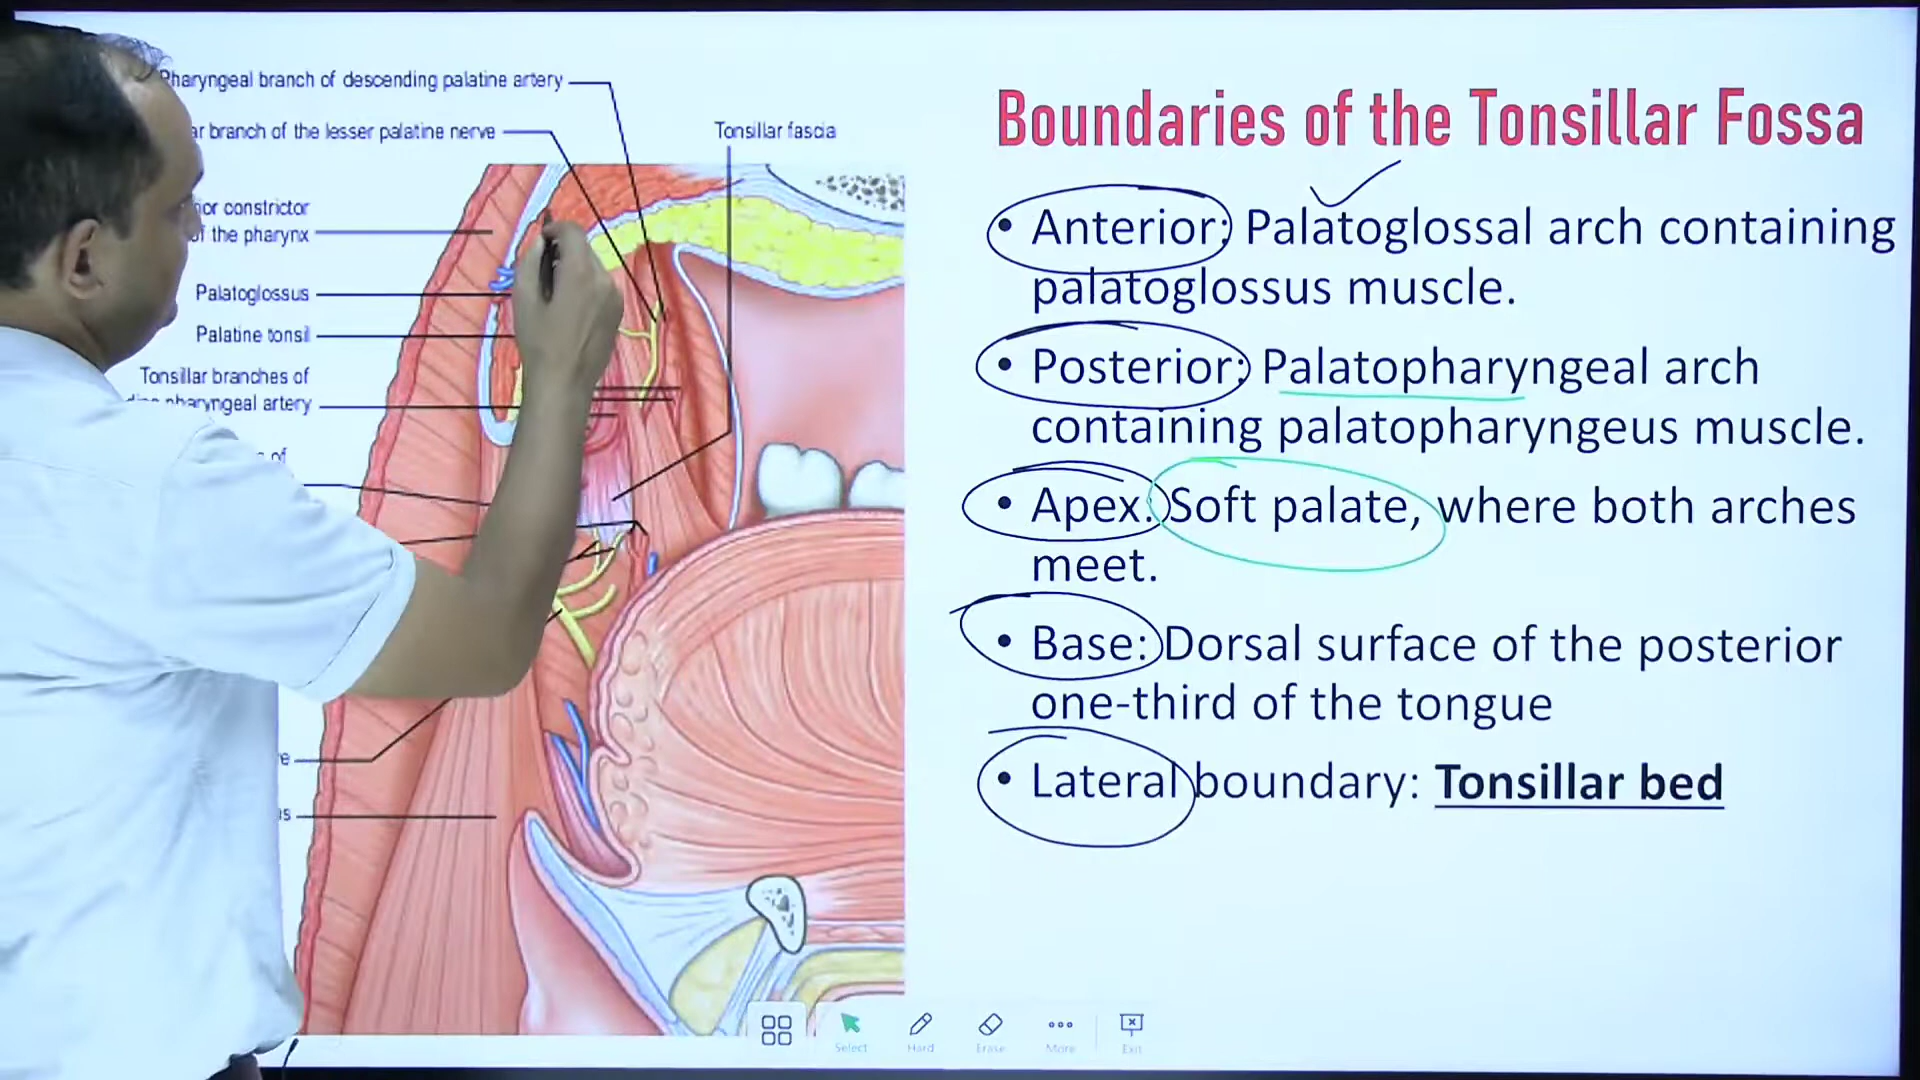 Pharyngeal branch of descending palatine artery
branch of the lesser palatine nerve
Tonsillar fascia
constrictor
of the pharynx
Palatoglossus
Palatine tonsil
Tonsillar branches of
pharyngeal artery
of
Boundaries of the Tonsillar Fossa
• Anterior: Palatoglossal arch containing
palatoglossus muscle.
• Posterior: Palatopharyngeal arch
containing palatopharyngeus muscle.
• Apex: Soft palate, where both arches
meet.
• Base: Dorsal surface of the posterior
one-third of the tongue
• Lateral boundary: Tonsillar bed
Select
Hard
Erase
More
Exit